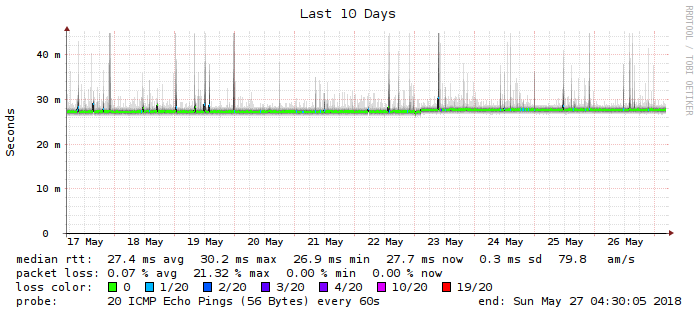 Last 10 Days
RRDTOOL / TOBI OETIKER
Seconds
40 m
30 m
20 m
10 m
0
17 May 18 May 19 May 20 May 21 May 22 May 23 May 24 May 25 May 26 May
median rtt: 27.4 ms avg 30.2 ms max 26.9 ms min 27.7 ms now 0.3 ms sd 79.8 am/s
packet loss: 0.07 % avg 21.32 % max 0.00 % min 0.00 % now
loss color: 0 1/20 2/20 3/20 4/20 10/20 19/20
probe: 20 ICMP Echo Pings (56 Bytes) every 60s end: Sun May 27 04:30:05 2018